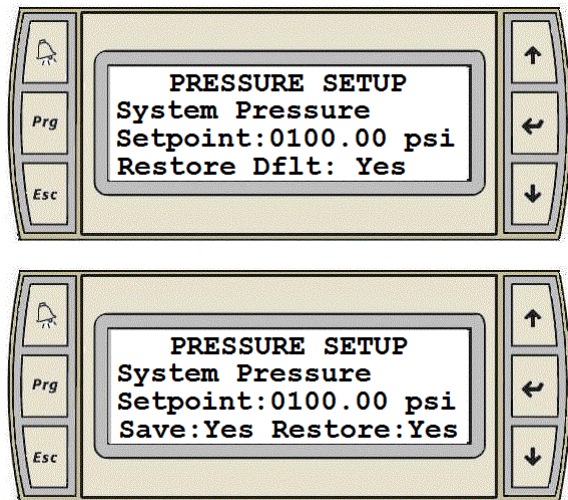 PRESSURE SETUP
System Pressure
Setpoint:0100.00 psi
Restore Dflt: Yes
Prg
Esc
PRESSURE SETUP
System Pressure
Setpoint:0100.00 psi
Save:Yes Restore:Yes
Prg
Esc